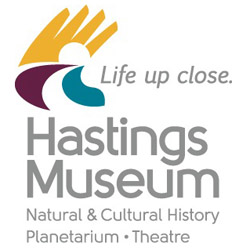 Life up close.
Hastings
Museum
Natural & Cultural History
Planetarium • Theatre